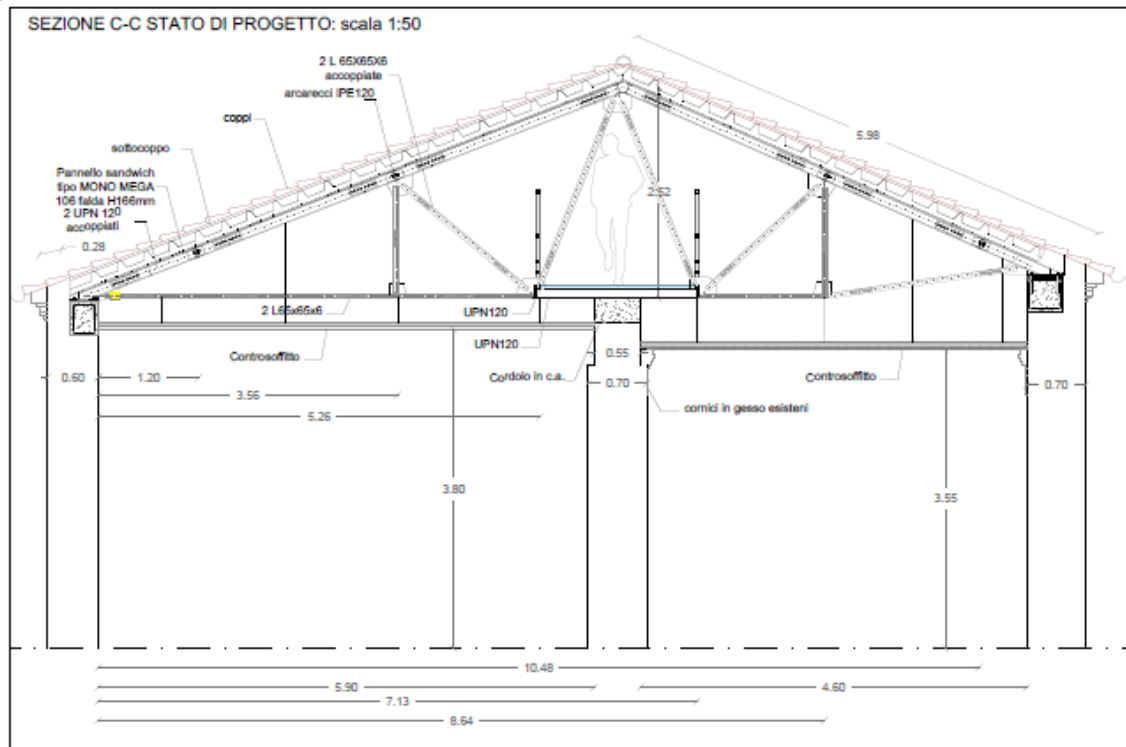 SEZIONE C-C STATO DI PROGETTO: scala 1:50
2 L 65X65X6
accoppiate
arcarecci IPE120
coppi
sottocoppo
Pannello sandwich
tipo MONO MEGA
106 falda H166mm
2 UPN 120
accoppiati
0.28
5.98
2.52
2 L65x65x6
UPN120
UPN120
Controsoffitto
Cordolo in c.a.
0.55
Controsoffitto
0.60
1.20
0.70
0.70
3.56
cornici in gesso esisteni
5.26
3.80
3.55
10.48
5.90
4.60
7.13
8.64